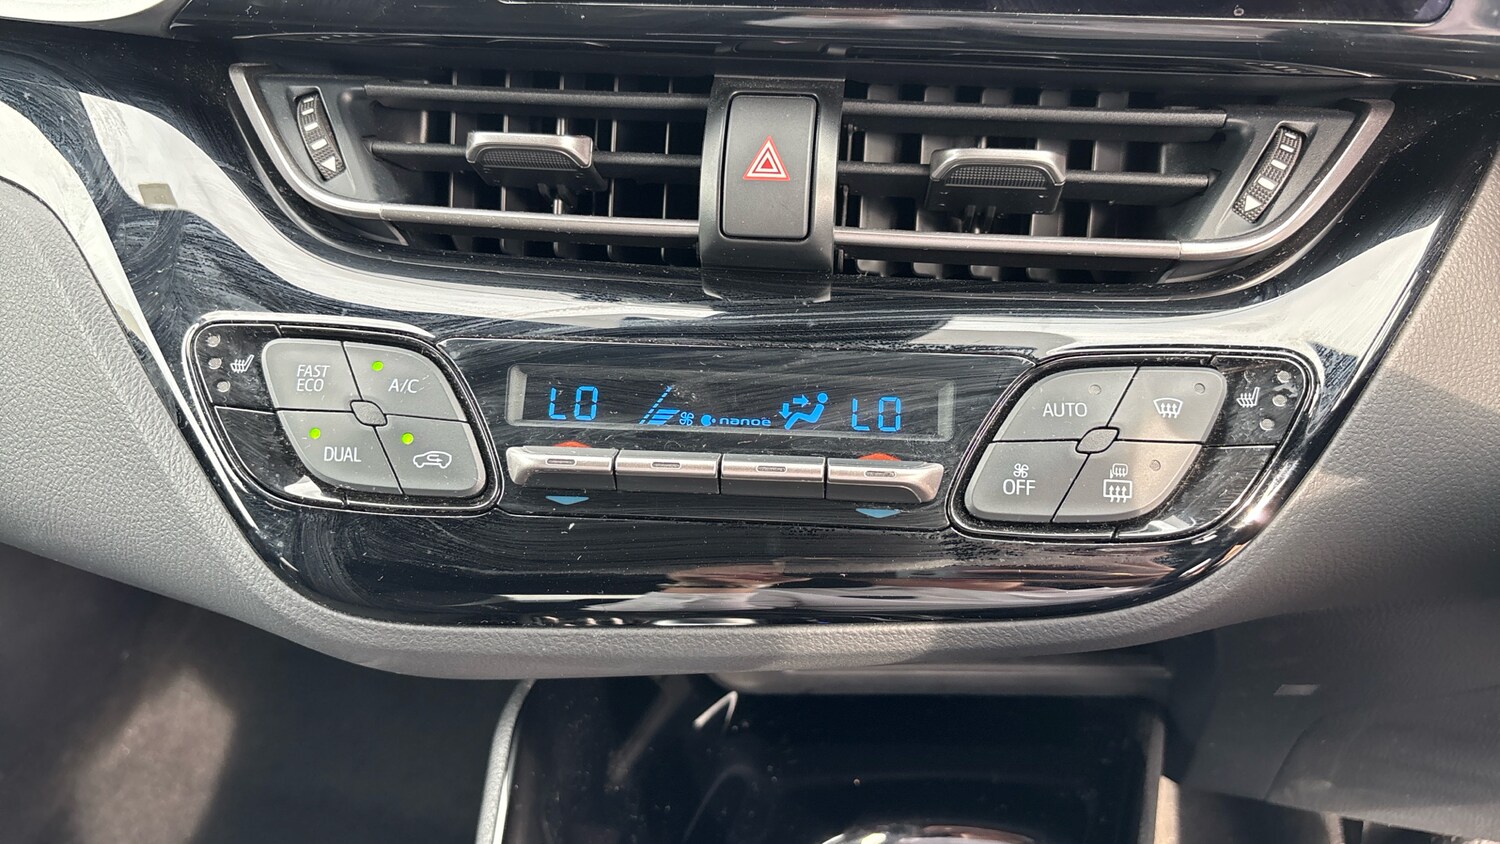 FAST
ECO
A/C
DUAL
LO
nanoe
LO
AUTO
OFF